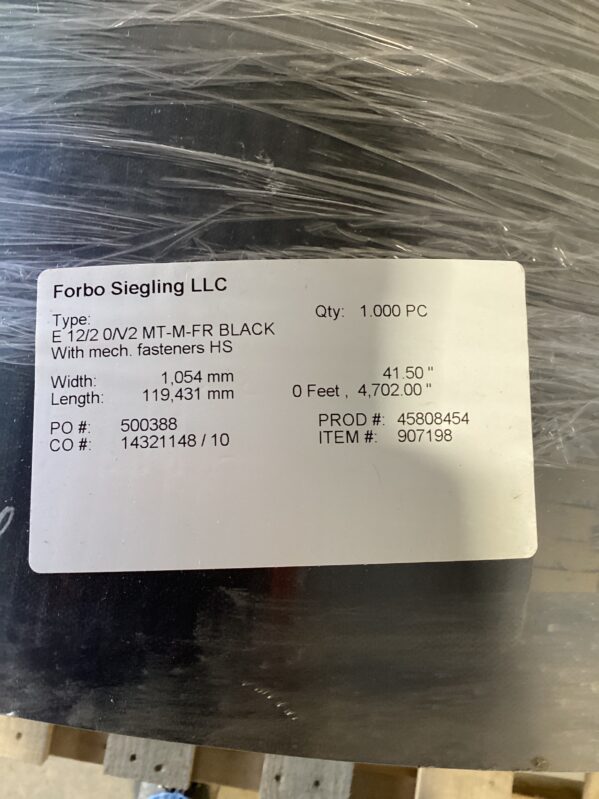 Forbo Siegling LLC
Type: Qty: 1.000 PC
E 12/2 0/V2 MT-M-FR BLACK
With mech. fasteners HS
Width: 1,054 mm 41.50 "
Length: 119,431 mm 0 Feet , 4,702.00 "
PO #: 500388 PROD #: 45808454
CO #: 14321148 / 10 ITEM #: 907198